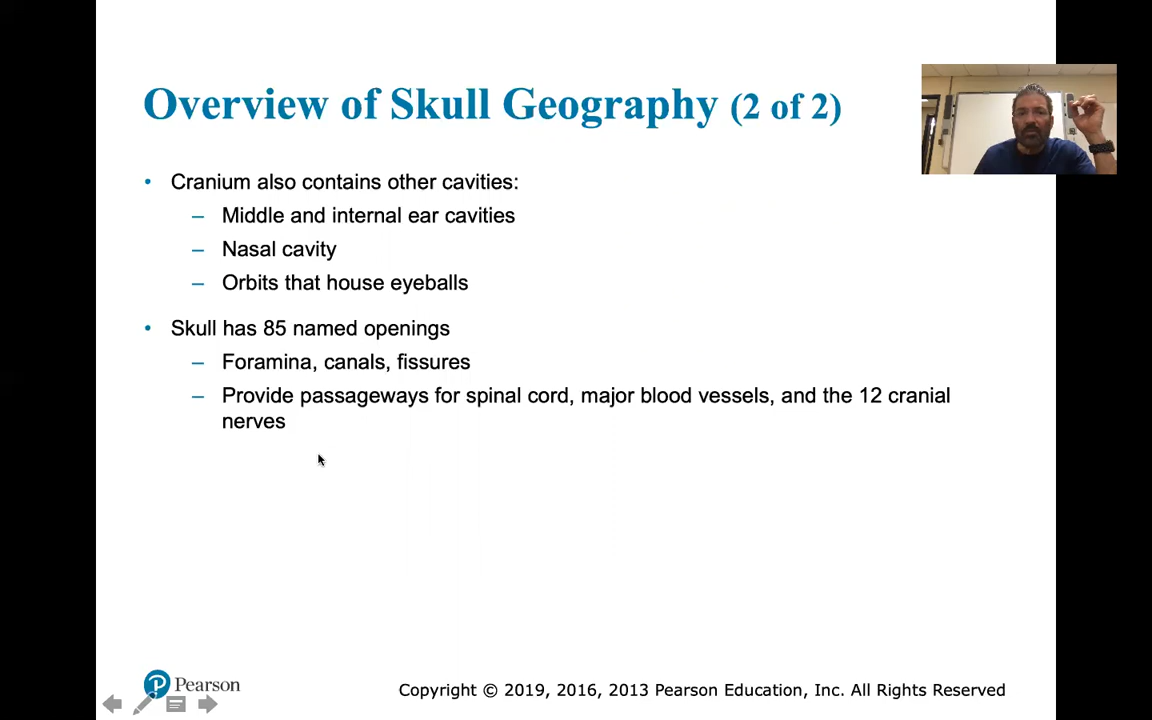 Overview of Skull Geography (2 of 2)
• Cranium also contains other cavities:
– Middle and internal ear cavities
– Nasal cavity
– Orbits that house eyeballs
• Skull has 85 named openings
– Foramina, canals, fissures
– Provide passageways for spinal cord, major blood vessels, and the 12 cranial
nerves
P Pearson
Copyright © 2019, 2016, 2013 Pearson Education, Inc. All Rights Reserved